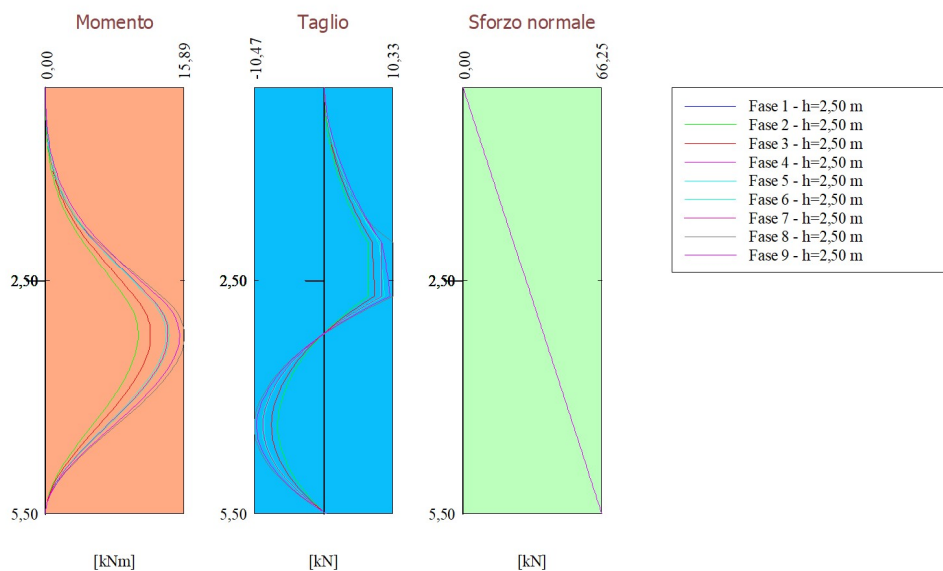 Momento
Taglio
Sforzo normale
0,00
15,89
-10,47
10,33
0,00
66,25
Fase 1 - h=2,50 m
Fase 2 - h=2,50 m
Fase 3 - h=2,50 m
Fase 4 - h=2,50 m
Fase 5 - h=2,50 m
Fase 6 - h=2,50 m
Fase 7 - h=2,50 m
Fase 8 - h=2,50 m
Fase 9 - h=2,50 m
2,50
2,50
2,50
5,50
5,50
5,50
[kNm]
[kN]
[kN]